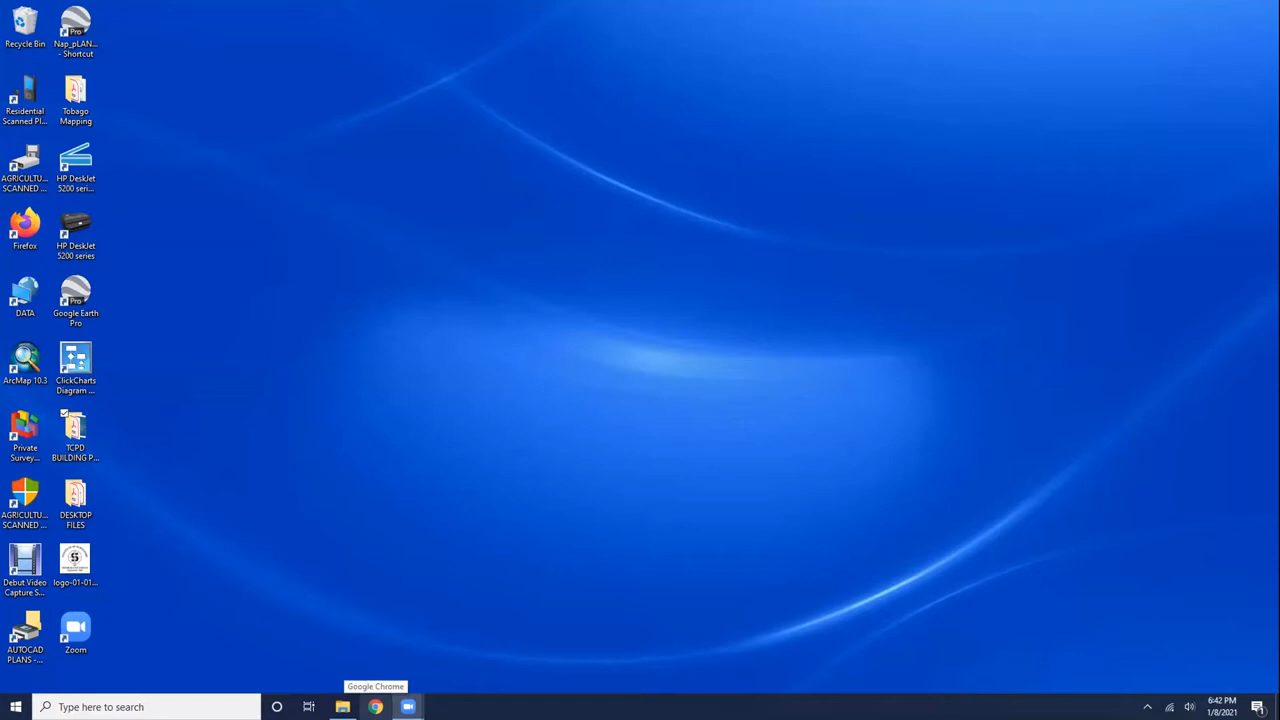 Recycle Bin
Nap_pLAN...
- Shortcut
Pro
Residential
Scanned Pl...
Tobago
Mapping
AGRICULTU...
SCANNED ...
HP DeskJet
5200 seri...
Firefox
HP DeskJet
5200 series
DATA
Google Earth
Pro
Pro
ArcMap 10.3
ClickCharts
Diagram ...
Private
Survey...
TCPD
BUILDING P...
AGRICULTU...
SCANNED ...
DESKTOP
FILES
Debut Video
Capture S...
logo-01-01...
AUTOCAD
PLANS -...
Zoom
Google Chrome
Type here to search
6:42 PM
1/8/2021
1